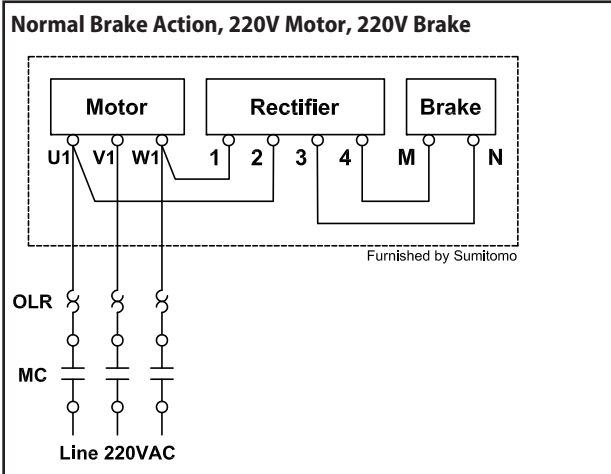 Normal Brake Action, 220V Motor, 220V Brake
Motor Rectifier Brake
U1 V1 W1 1 2 3 4 M N
Furnished by Sumitomo
OLR
MC
Line 220VAC